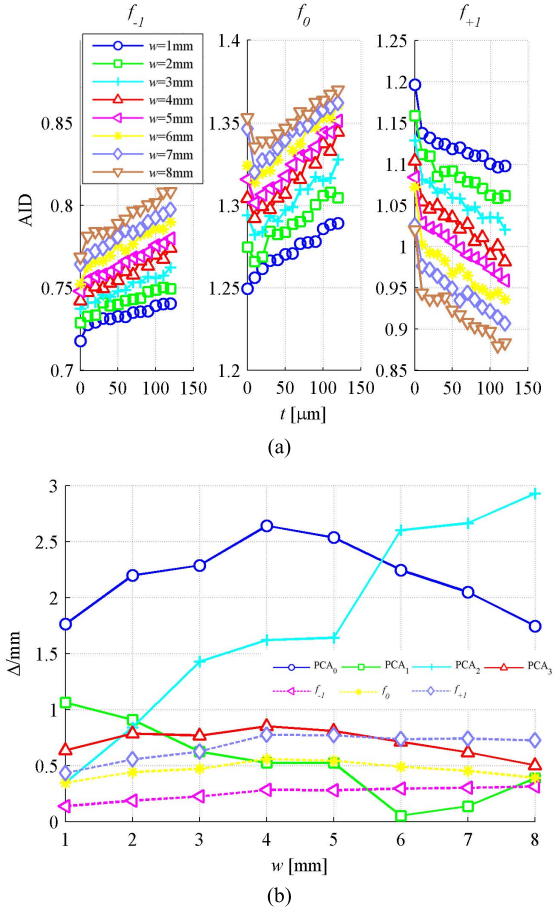 f-1 f0 f+1
w=1mm
w=2mm
w=3mm
w=4mm
w=5mm
w=6mm
w=7mm
w=8mm
AID
0.85
0.8
0.75
0.7
0 50 100 150
1.4
1.35
1.3
1.25
1.2
0 50 100 150
1.25
1.2
1.15
1.1
1.05
1
0.95
0.9
0.85
0 50 100 150
t [μm]
(a)
Δ/mm
3
2.5
2
1.5
1
0.5
0
PCA0 PCA1 PCA2 PCA3
f-1 f0 f+1
1 2 3 4 5 6 7 8
w [mm]
(b)